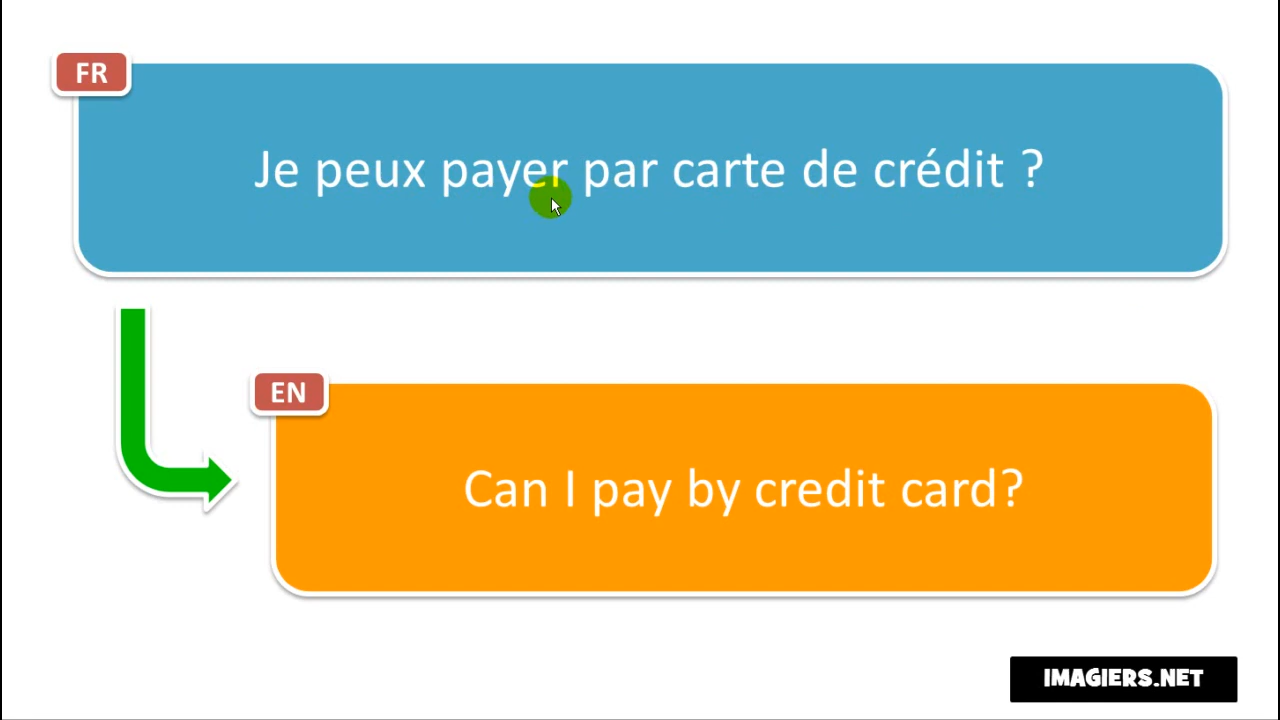 FR
Je peux payer par carte de crédit ?
EN
Can I pay by credit card?
IMAGIERS.NET